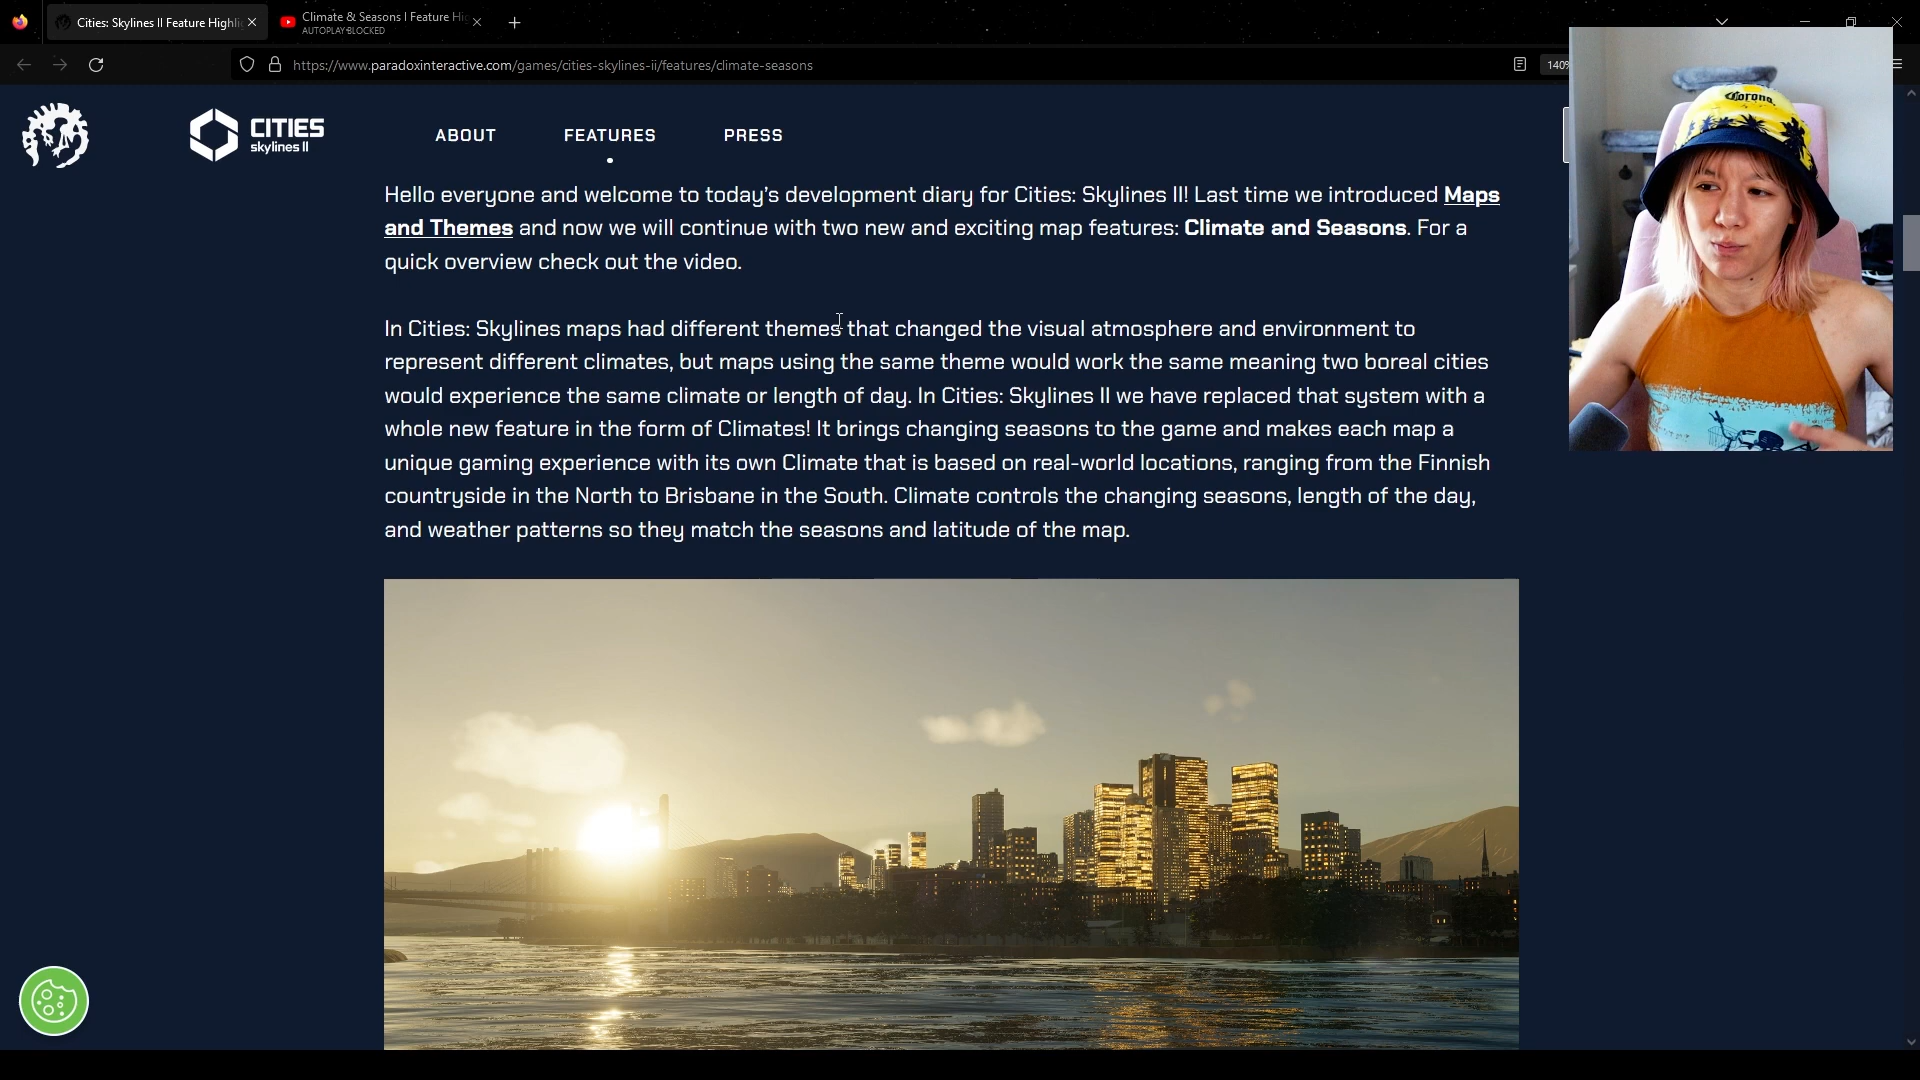 Cities: Skylines II Feature Highli
Climate & Seasons I Feature Hi
AUTOPLAY BLOCKED
https://www.paradoxinteractive.com/games/cities-skylines-ii/features/climate-seasons
140%
CITIES
skylines II
ABOUT
FEATURES
PRESS
Corona
Hello everyone and welcome to today's development diary for Cities: Skylines II! Last time we introduced Maps
and Themes and now we will continue with two new and exciting map features: Climate and Seasons. For a
quick overview check out the video.
In Cities: Skylines maps had different themes that changed the visual atmosphere and environment to
represent different climates, but maps using the same theme would work the same meaning two boreal cities
would experience the same climate or length of day. In Cities: Skylines II we have replaced that system with a
whole new feature in the form of Climates! It brings changing seasons to the game and makes each map a
unique gaming experience with its own Climate that is based on real-world locations, ranging from the Finnish
countryside in the North to Brisbane in the South. Climate controls the changing seasons, length of the day,
and weather patterns so they match the seasons and latitude of the map.